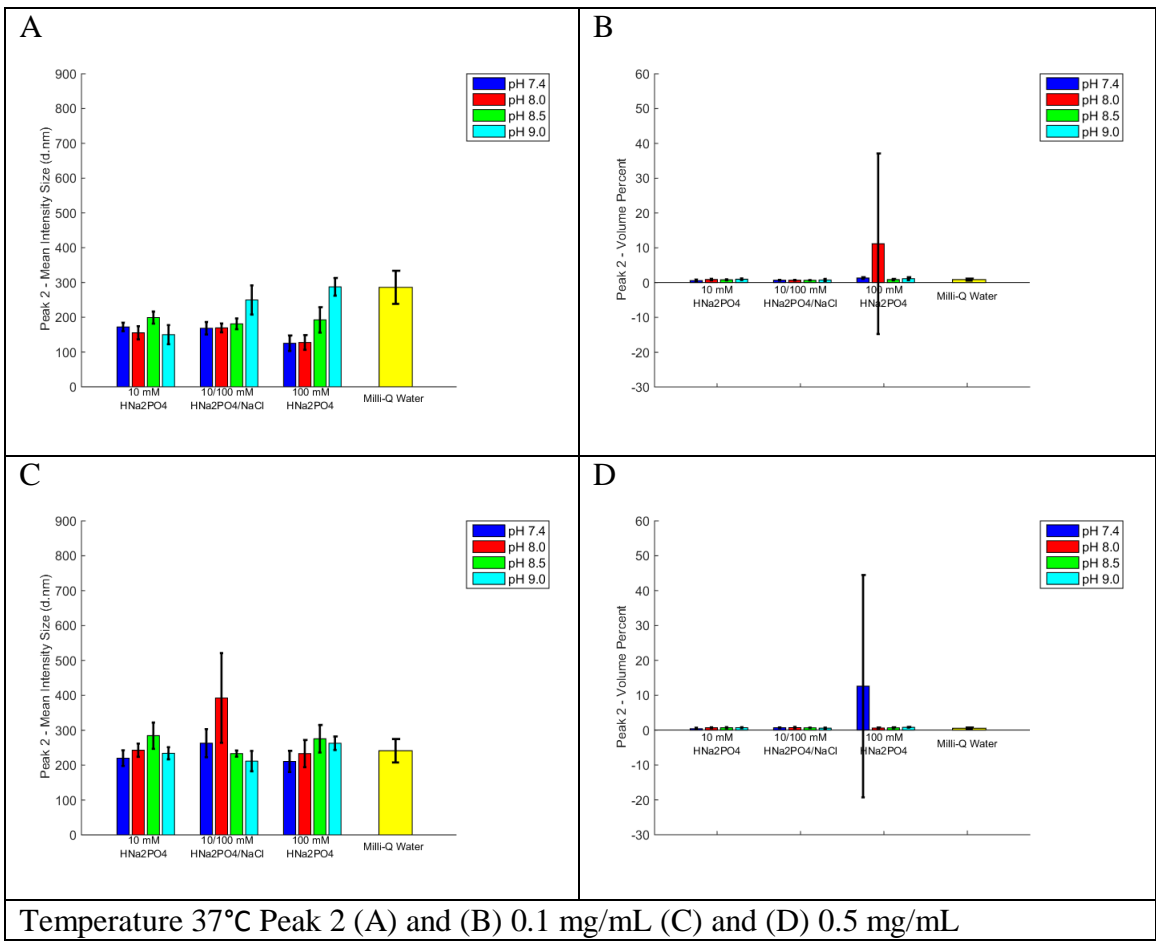 A
Peak 2 - Mean Intensity Size (d.nm)
900
800
700
600
500
400
300
200
100
0
10 mM
HNa2PO4
10/100 mM
HNa2PO4/NaCl
100 mM
HNa2PO4
Milli-Q Water
pH 7.4
pH 8.0
pH 8.5
pH 9.0
B
Peak 2 - Volume Percent
60
50
40
30
20
10
0
-10
-20
-30
10 mM
HNa2PO4
10/100 mM
HNa2PO4/NaCl
100 mM
HNa2PO4
Milli-Q Water
pH 7.4
pH 8.0
pH 8.5
pH 9.0
C
Peak 2 - Mean Intensity Size (d.nm)
900
800
700
600
500
400
300
200
100
0
10 mM
HNa2PO4
10/100 mM
HNa2PO4/NaCl
100 mM
HNa2PO4
Milli-Q Water
pH 7.4
pH 8.0
pH 8.5
pH 9.0
D
Peak 2 - Volume Percent
60
50
40
30
20
10
0
-10
-20
-30
10 mM
HNa2PO4
10/100 mM
HNa2PO4/NaCl
100 mM
HNa2PO4
Milli-Q Water
pH 7.4
pH 8.0
pH 8.5
pH 9.0
Temperature 37°C Peak 2 (A) and (B) 0.1 mg/mL (C) and (D) 0.5 mg/mL